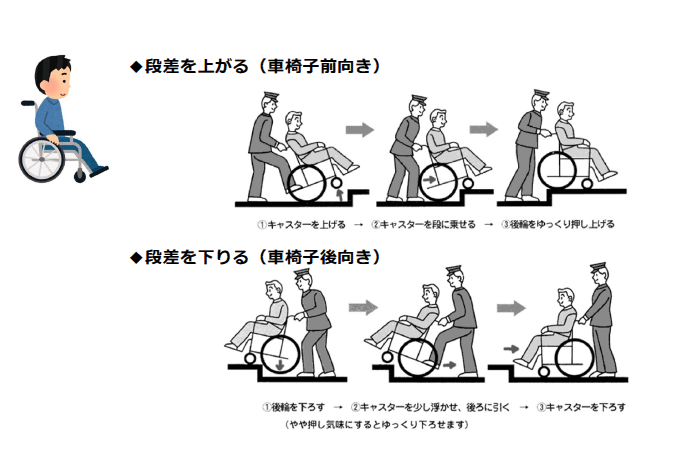 ◆段差を上がる（車椅子前向き）
①キャスターを上げる → ②キャスターを段に乗せる → ③後輪をゆっくり押し上げる
◆段差を下りる（車椅子後向き）
①後輪を下ろす → ②キャスターを少し浮かせ、後ろに引く → ③キャスターを下ろす
（やや押し気味にするとゆっくり下ろせます）